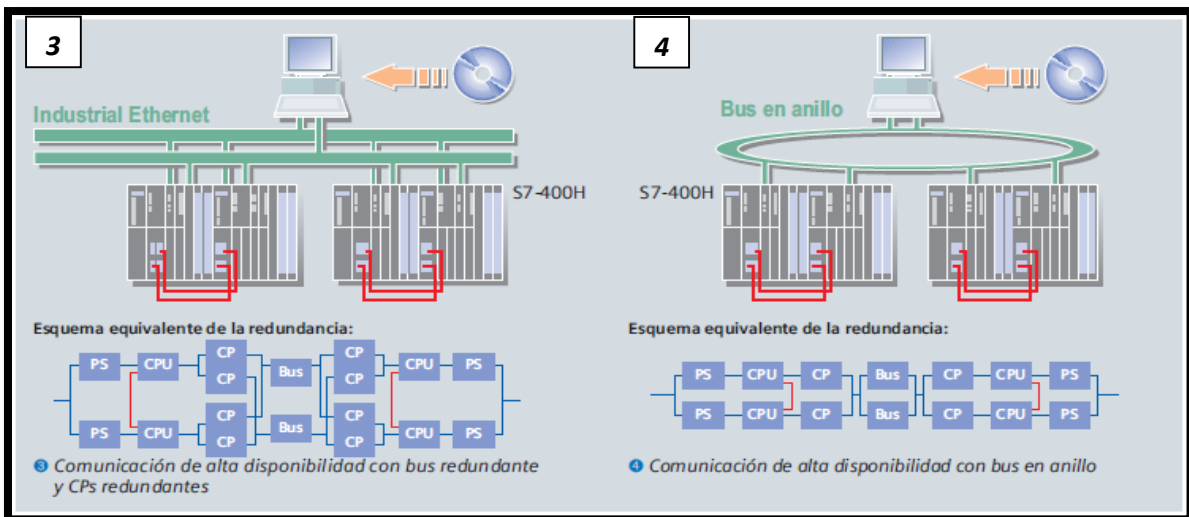 3
Industrial Ethernet
S7-400H
Esquema equivalente de la redundancia:
PS CPU CP CP Bus CP CP CPU PS
PS CPU CP CP Bus CP CP CPU PS
❸ Comunicación de alta disponibilidad con bus redundante
y CPs redundantes
4
Bus en anillo
S7-400H
Esquema equivalente de la redundancia:
PS CPU CP Bus CP CPU PS
PS CPU CP Bus CP CPU PS
❹ Comunicación de alta disponibilidad con bus en anillo